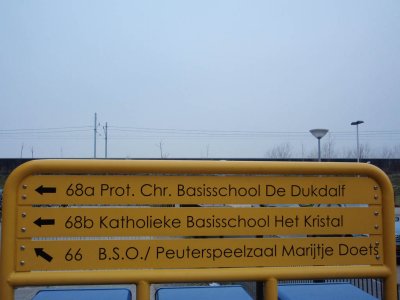 68a Prot. Chr. Basisschool De Dukdalf
68b Katholieke Basisschool Het Kristal
66 B.S.O./ Peuterspeelzaal Marijtje Doets